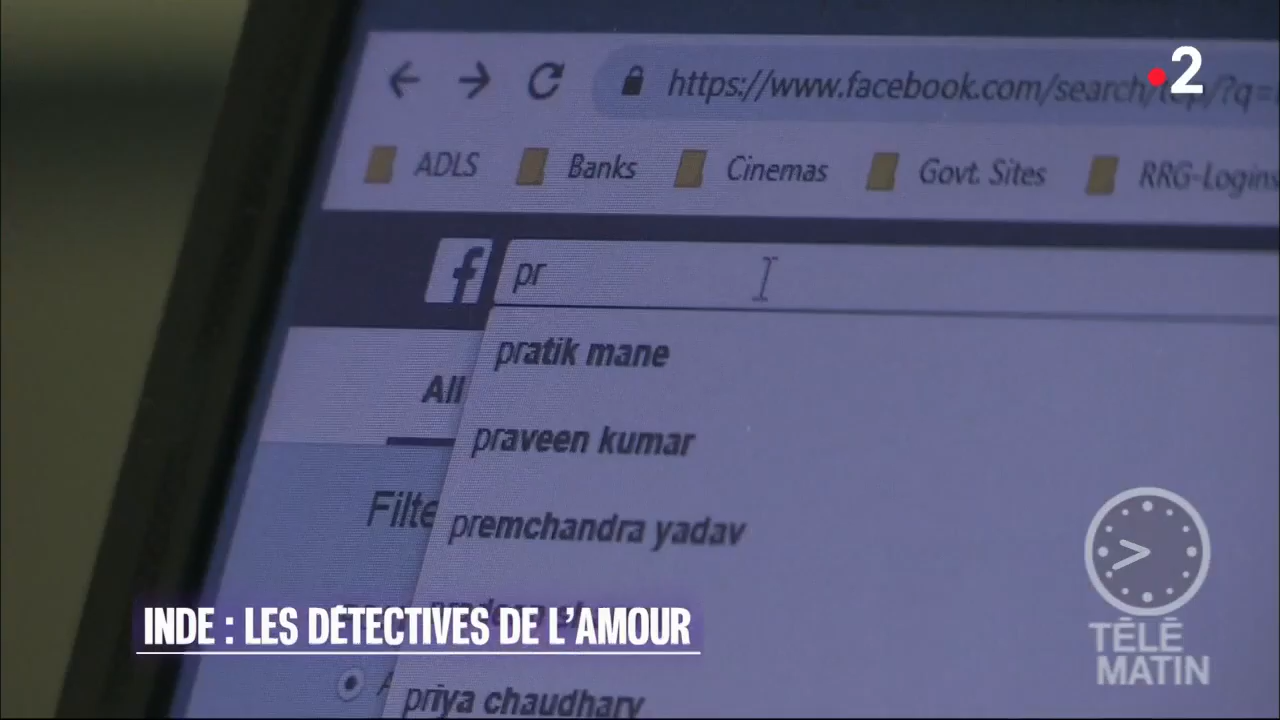 2
https://www.facebook.com/search/top/?q=
ADLS Banks Cinemas Govt. Sites RRG-Logins
f pr
pratik mane
All
praveen kumar
Filte
premchandra yadav
INDE : LES DÉTECTIVES DE L'AMOUR
priya chaudhary
TÉLÉ
MATIN